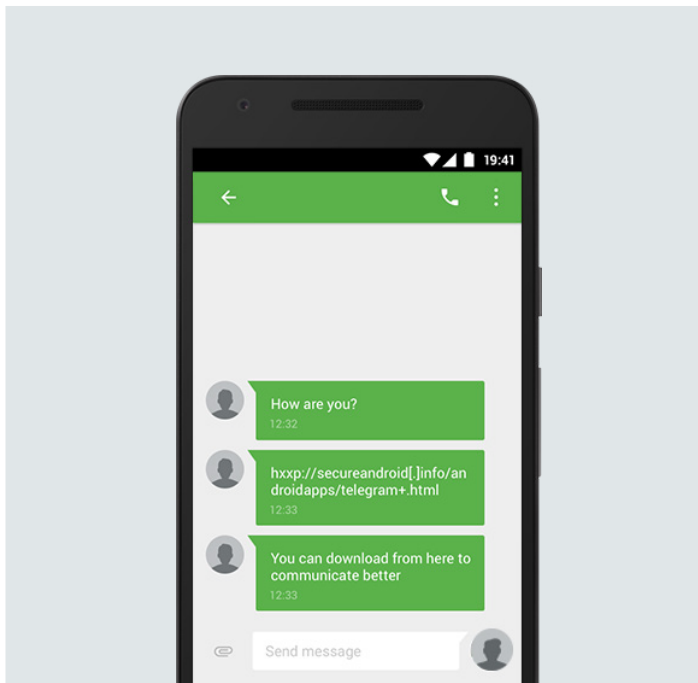 19:41
How are you?
12:32
hxxp://secureandroid[.]info/an
droidapps/telegram+.html
12:33
You can download from here to
communicate better
12:33
Send message